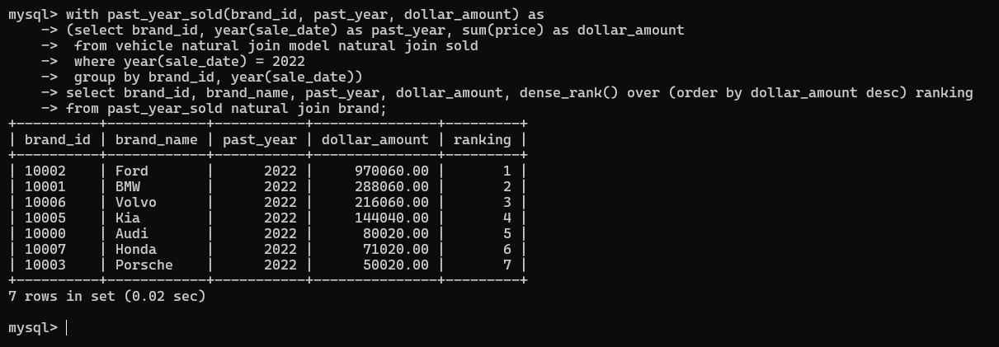 mysql> with past_year_sold(brand_id, past_year, dollar_amount) as
    -> (select brand_id, year(sale_date) as past_year, sum(price) as dollar_amount
    ->  from vehicle natural join model natural join sold
    ->  where year(sale_date) = 2022
    ->  group by brand_id, year(sale_date))
    -> select brand_id, brand_name, past_year, dollar_amount, dense_rank() over (order by dollar_amount desc) ranking
    -> from past_year_sold natural join brand;
+----------+------------+-----------+---------------+---------+
| brand_id | brand_name | past_year | dollar_amount | ranking |
+----------+------------+-----------+---------------+---------+
| 10002    | Ford       |      2022 |     970060.00 |       1 |
| 10001    | BMW        |      2022 |     288060.00 |       2 |
| 10006    | Volvo      |      2022 |     216060.00 |       3 |
| 10005    | Kia        |      2022 |     144040.00 |       4 |
| 10000    | Audi       |      2022 |      80020.00 |       5 |
| 10007    | Honda      |      2022 |      71020.00 |       6 |
| 10003    | Porsche    |      2022 |      50020.00 |       7 |
+----------+------------+-----------+---------------+---------+
7 rows in set (0.02 sec)

mysql>